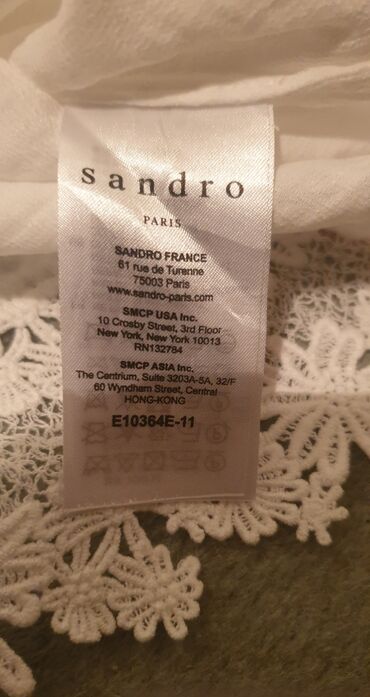 sandro
PARIS
SANDRO FRANCE
61 rue de Turenne
75003 Paris
www.sandro-paris.com
SMCP USA Inc.
10 Crosby Street, 3rd Floor
New York, New York 10013
RN132784
SMCP ASIA Inc.
The Centrium, Suite 3203A-5A, 32/F
60 Wyndham Street, Central
HONG-KONG
E10364E-11